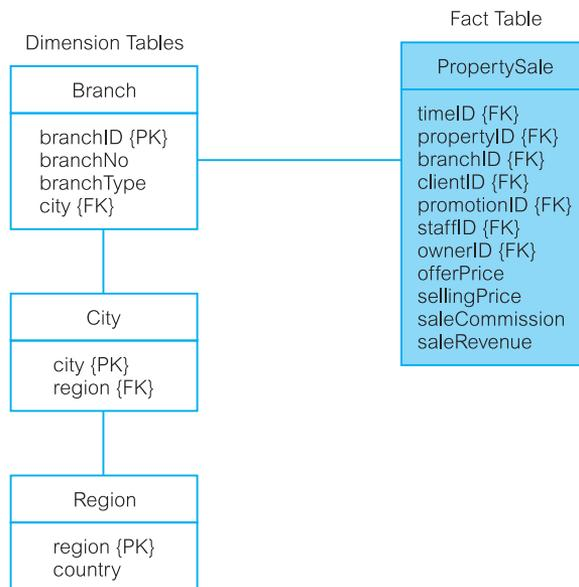 Dimension Tables
Branch
branchID {PK}
branchNo
branchType
city {FK}
City
city {PK}
region {FK}
Region
region {PK}
country
Fact Table
PropertySale
timeID {FK}
propertyID {FK}
branchID {FK}
clientID {FK}
promotionID {FK}
staffID {FK}
ownerID {FK}
offerPrice
sellingPrice
saleCommission
saleRevenue